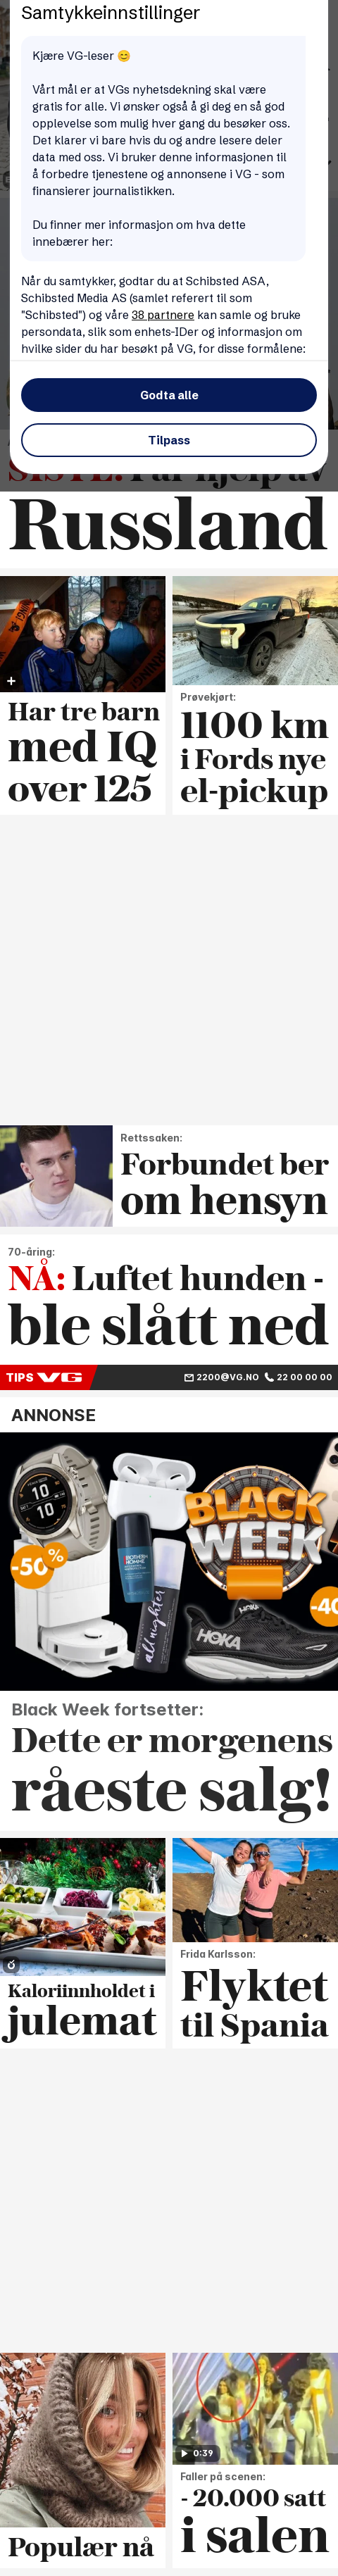 Samtykkeinnstillinger
Kjære VG-leser 😊
Vårt mål er at VGs nyhetsdekning skal være
gratis for alle. Vi ønsker også å gi deg en så god
opplevelse som mulig hver gang du besøker oss.
Det klarer vi bare hvis du og andre lesere deler
data med oss. Vi bruker denne informasjonen til
å forbedre tjenestene og annonsene i VG - som
finansierer journalistikken.
Du finner mer informasjon om hva dette
innebærer her:
Når du samtykker, godtar du at Schibsted ASA,
Schibsted Media AS (samlet referert til som
"Schibsted") og våre 38 partnere kan samle og bruke
persondata, slik som enhets-IDer og informasjon om
hvilke sider du har besøkt på VG, for disse formålene:
Godta alle
Tilpass
SISTE: Får hjelp av
Russland
Har tre barn
med IQ
over 125
Prøvekjørt:
1100 km
i Fords nye
el-pickup
Rettssaken:
Forbundet ber
om hensyn
70-åring:
NÅ: Luftet hunden -
ble slått ned
TIPS VG 2200@VG.NO 22 00 00 00
ANNONSE
10
10
-50%
BIOTHERM
HOMME
all nighter
BLACK
WEEK
HOKA
-40
Black Week fortsetter:
Dette er morgenens
råeste salg!
Kaloriinnholdet i
julemat
Frida Karlsson:
Flyktet
til Spania
Populær nå
0:39
Faller på scenen:
- 20.000 satt
i salen